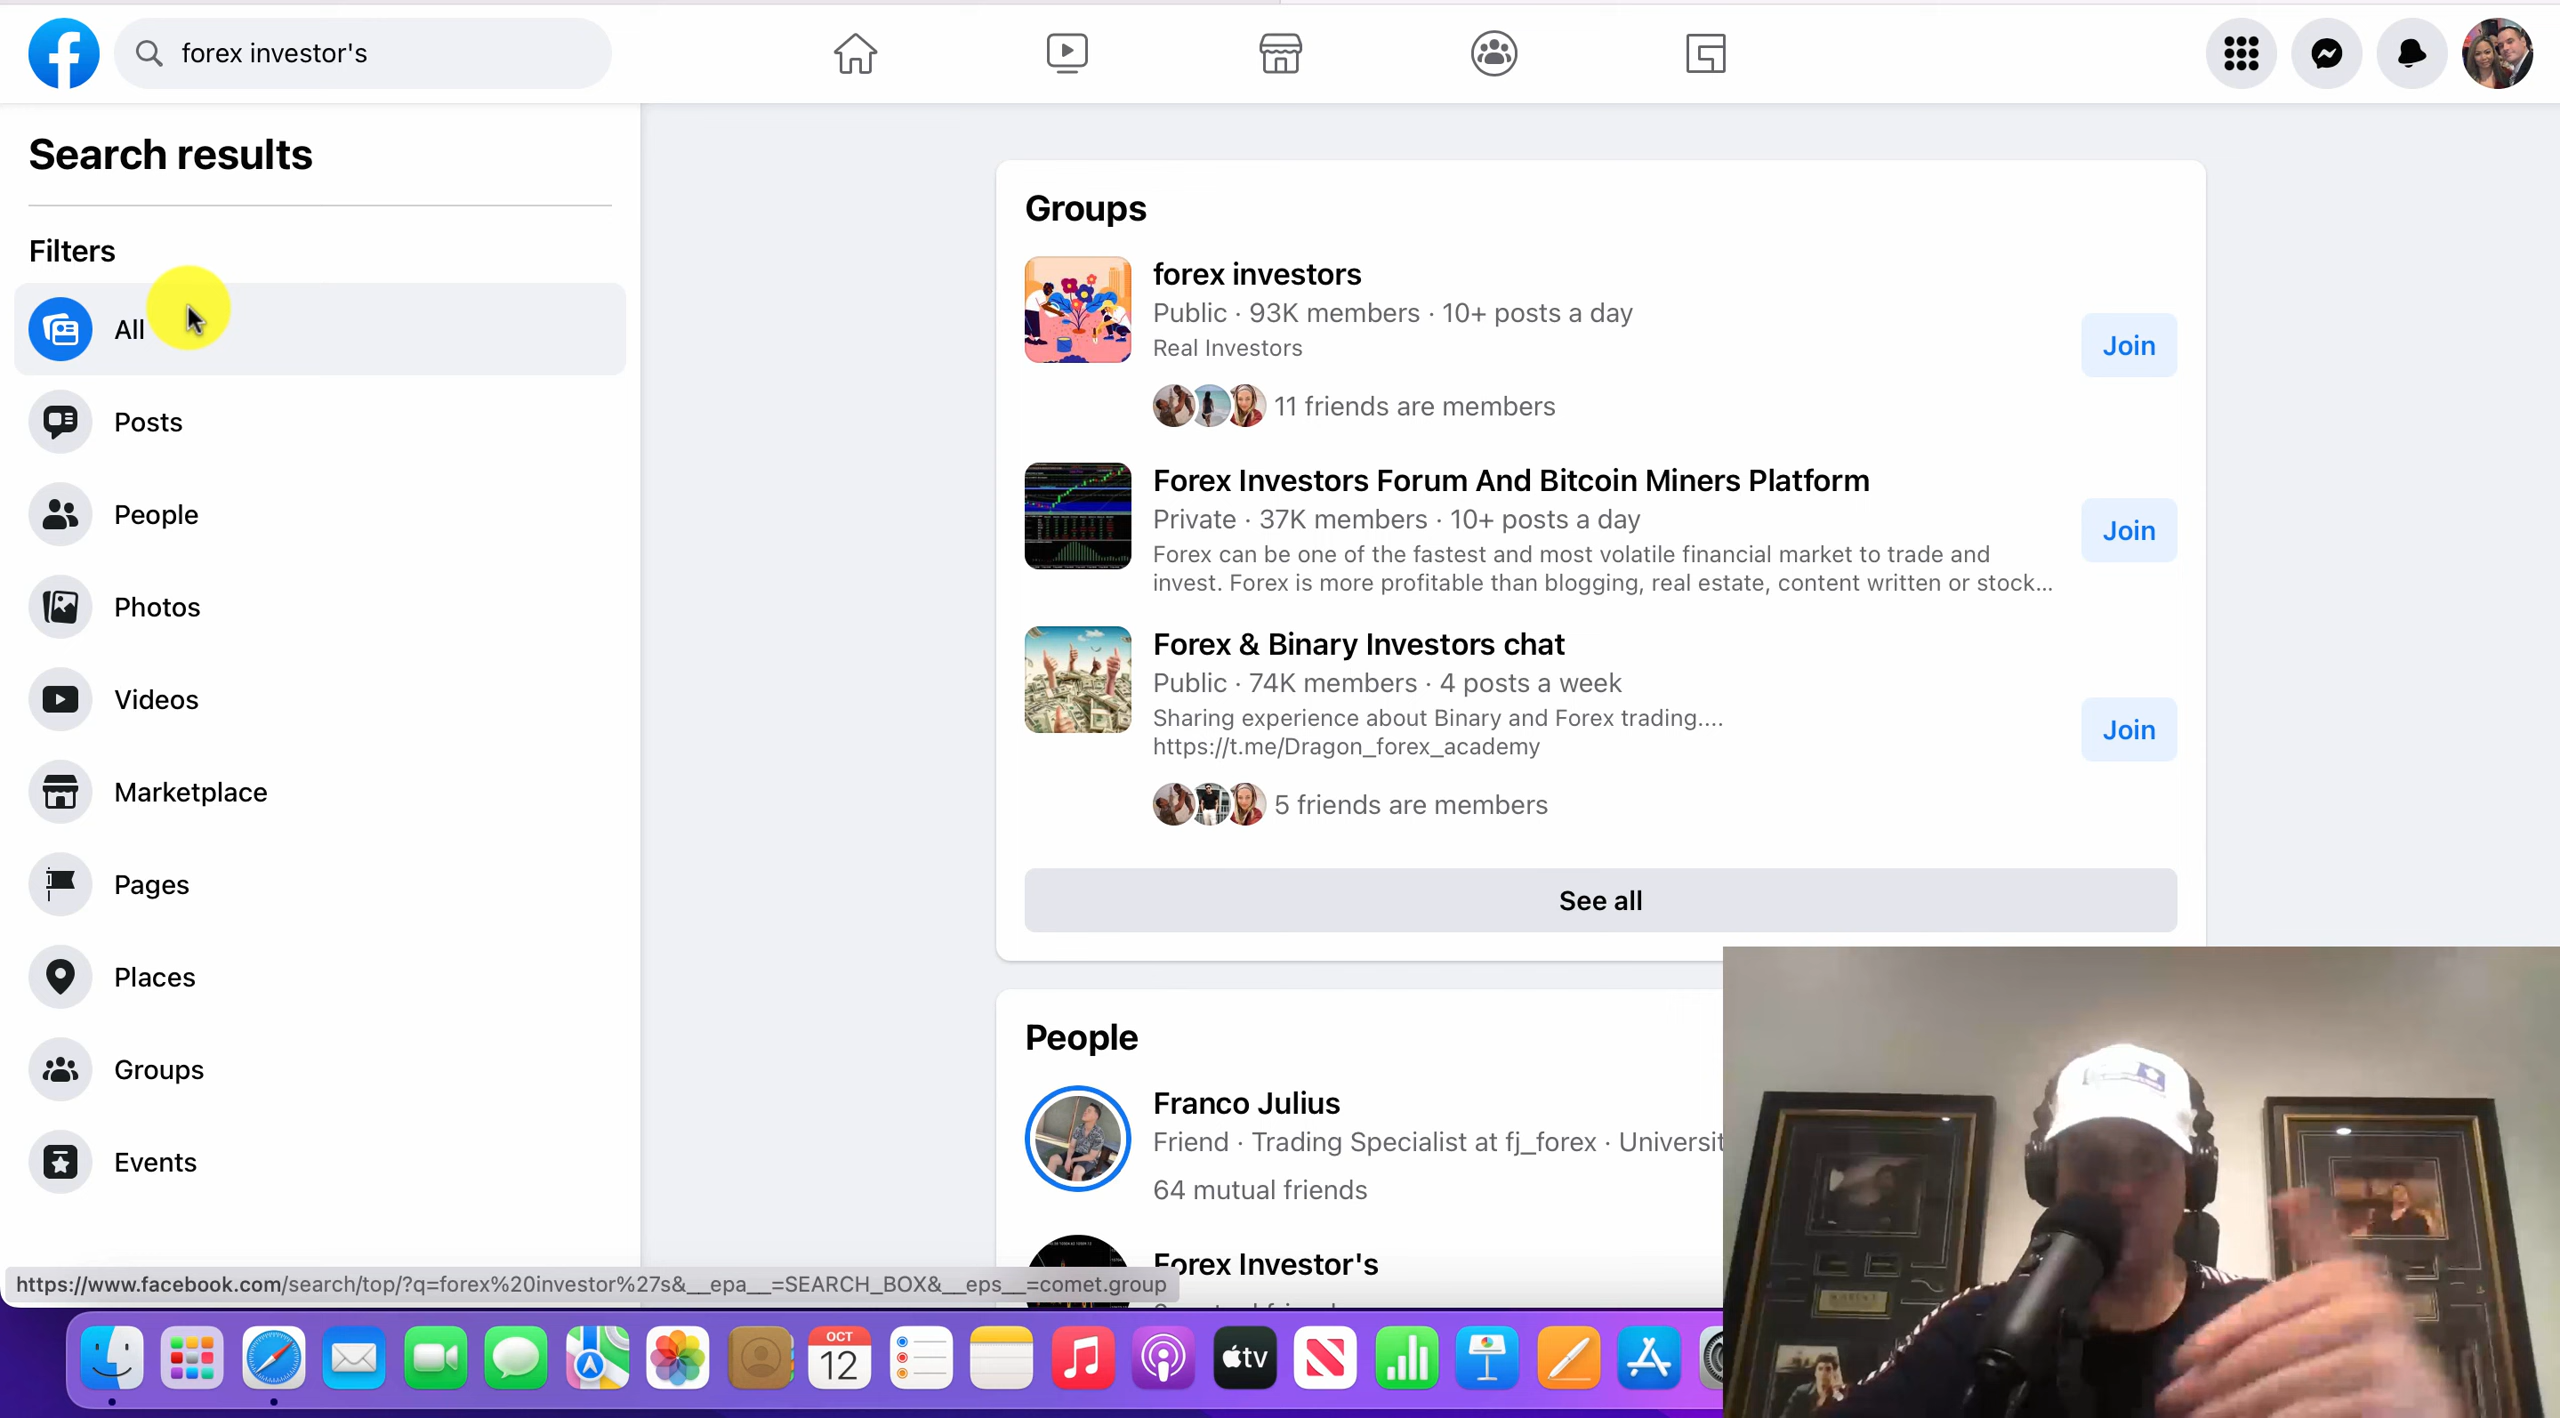 forex investor's
Search results
Filters
All
Posts
People
Photos
Videos
Marketplace
Pages
Places
Groups
Events
Groups
forex investors
Public · 93K members · 10+ posts a day
Real Investors
11 friends are members
Join
Forex Investors Forum And Bitcoin Miners Platform
Private · 37K members · 10+ posts a day
Forex can be one of the fastest and most volatile financial market to trade and
invest. Forex is more profitable than blogging, real estate, content written or stock...
Join
Forex & Binary Investors chat
Public · 74K members · 4 posts a week
Sharing experience about Binary and Forex trading....
https://t.me/Dragon_forex_academy
5 friends are members
Join
See all
People
Franco Julius
Friend · Trading Specialist at fj_forex · Universit
64 mutual friends
Forex Investor's
https://www.facebook.com/search/top/?q=forex%20investor%27s&__epa__=SEARCH_BOX&__eps__=comet.group
OCT
12
tv